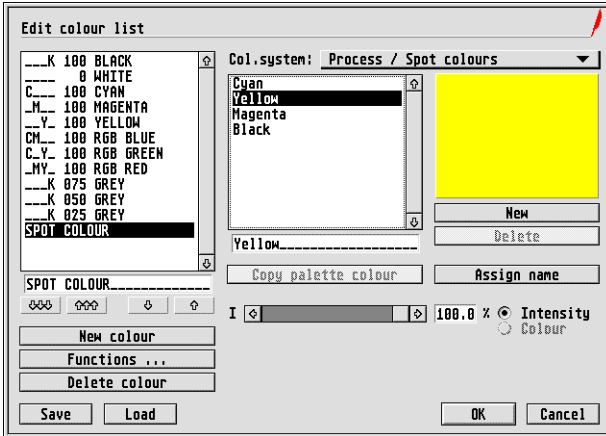 Edit colour list
___K 100 BLACK
____ 0 WHITE
C___ 100 CYAN
_M__ 100 MAGENTA
__Y_ 100 YELLOW
CM__ 100 RGB BLUE
C_Y_ 100 RGB GREEN
_MY_ 100 RGB RED
___K 075 GREY
___K 050 GREY
___K 025 GREY
SPOT COLOUR
SPOT COLOUR______________
New colour
Functions ...
Delete colour
Save Load
Col.system: Process / Spot colours
Cyan
Yellow
Magenta
Black
Yellow___________________
Copy palette colour
New
Delete
Assign name
I 100.0 % Intensity
Colour
OK Cancel